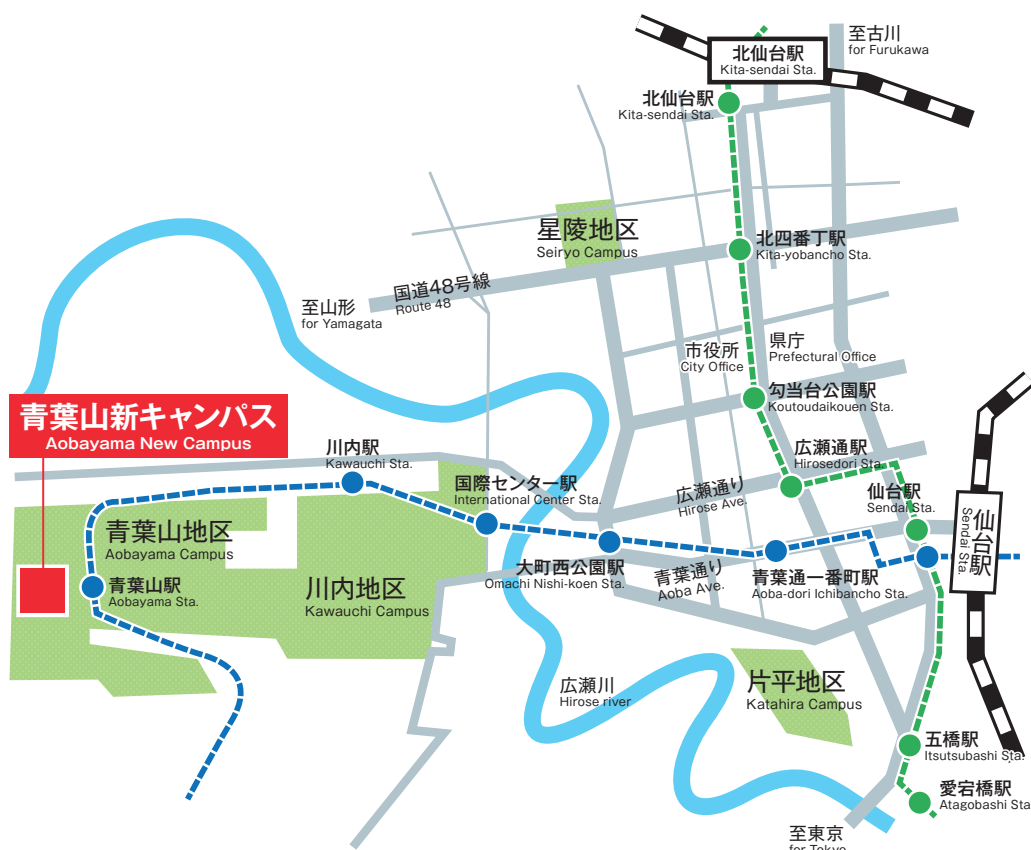 至古川
for Furukawa
北仙台駅
Kita-sendai Sta.
北仙台駅
Kita-sendai Sta.
星陵地区
Seiryo Campus
北四番丁駅
Kita-yobancho Sta.
国道48号線
Route 48
至山形
for Yamagata
市役所
City Office
県庁
Prefectural Office
勾当台公園駅
Koutoudaikouen Sta.
青葉山新キャンパス
Aobayama New Campus
川内駅
Kawauchi Sta.
広瀬通駅
Hirosedori Sta.
国際センター駅
International Center Sta.
広瀬通り
Hirose Ave.
仙台駅
Sendai Sta.
仙台駅
Sendai Sta.
青葉山地区
Aobayama Campus
大町西公園駅
Omachi Nishi-koen Sta.
青葉通り
Aoba Ave.
青葉通一番町駅
Aoba-dori Ichibancho Sta.
青葉山駅
Aobayama Sta.
川内地区
Kawauchi Campus
広瀬川
Hirose river
片平地区
Katahira Campus
五橋駅
Itsutsubashi Sta.
愛宕橋駅
Atagobashi Sta
至東京
for Tokyo